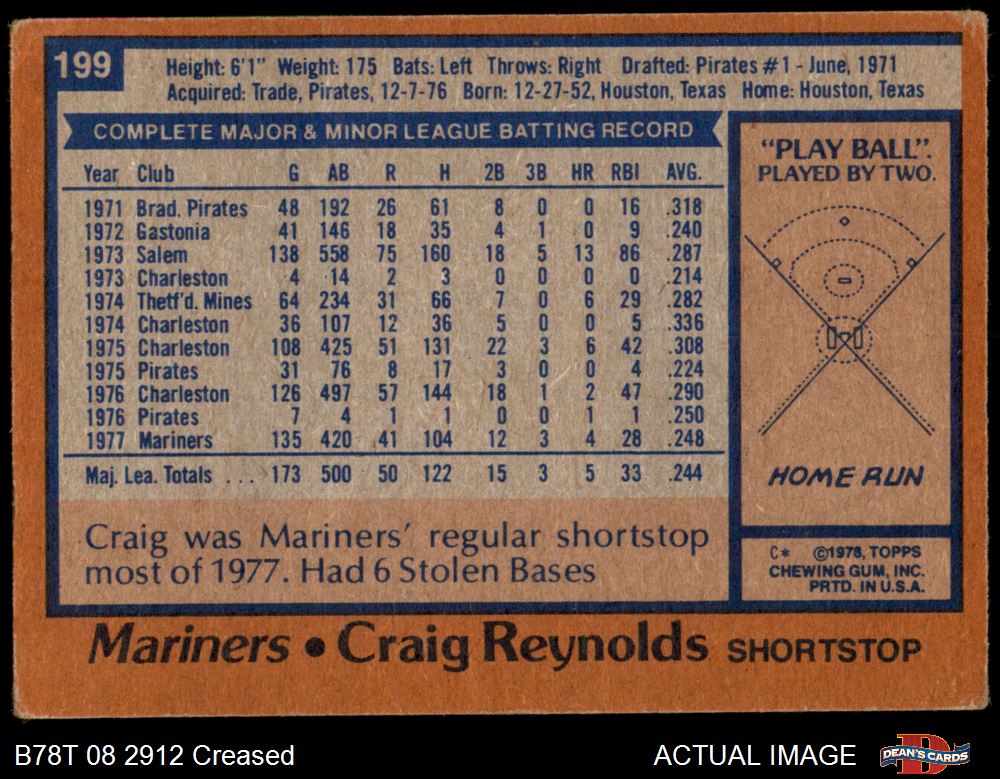 199
Height: 6'1" Weight: 175 Bats: Left Throws: Right Drafted: Pirates #1 - June, 1971
Acquired: Trade, Pirates, 12-7-76 Born: 12-27-52, Houston, Texas Home: Houston, Texas
COMPLETE MAJOR & MINOR LEAGUE BATTING RECORD
Year Club G AB R H 2B 3B HR RBI AVG.
1971 Brad. Pirates 48 192 26 61 8 0 0 16 .318
1972 Gastonia 41 146 18 35 4 1 0 9 .240
1973 Salem 138 558 75 160 18 5 13 86 .287
1973 Charleston 4 14 2 3 0 0 0 0 .214
1974 Thetf'd. Mines 64 234 31 66 7 0 6 29 .282
1974 Charleston 36 107 12 36 5 0 0 5 .336
1975 Charleston 108 425 51 131 22 3 6 42 .308
1975 Pirates 31 76 8 17 3 0 0 4 .224
1976 Charleston 126 497 57 144 18 1 2 47 .290
1976 Pirates 7 4 1 1 0 0 1 1 .250
1977 Mariners 135 420 41 104 12 3 4 28 .248
Maj. Lea. Totals . . . 173 500 50 122 15 3 5 33 .244
Craig was Mariners' regular shortstop
most of 1977. Had 6 Stolen Bases
"PLAY BALL".
PLAYED BY TWO.
HOME RUN
C* ©1978, TOPPS
CHEWING GUM, INC.
PRTD. IN U.S.A.
Mariners • Craig Reynolds SHORTSTOP
B78T 08 2912 Creased
ACTUAL IMAGE
DEAN'S CARDS